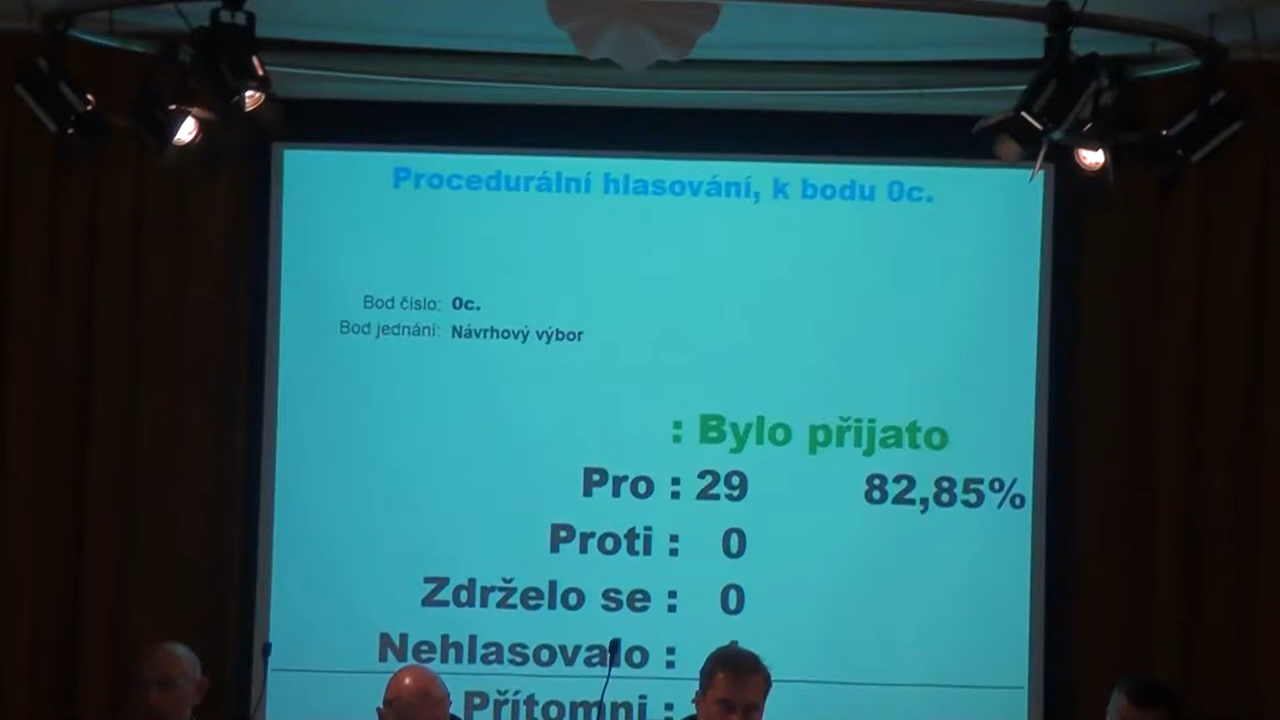 Procedurální hlasování, k bodu 0c.
Bod číslo: 0c.
Bod jednání: Návrhový výbor
: Bylo přijato
Pro : 29 82,85%
Proti : 0
Zdrželo se : 0
Nehlasovalo :
Přítomni :